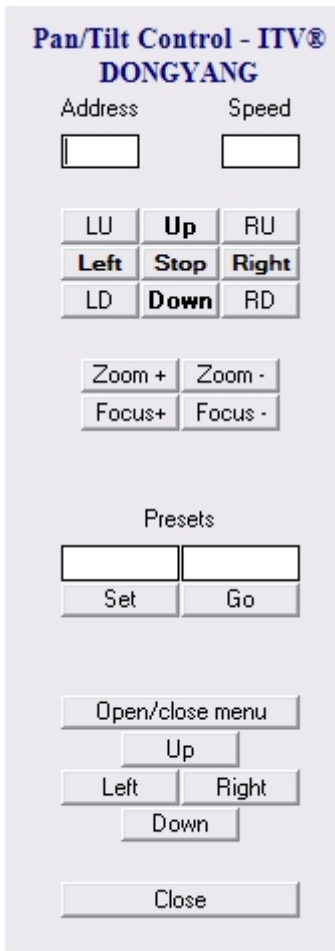 Pan/Tilt Control - ITV®
DONGYANG
Address Speed
LU Up RU
Left Stop Right
LD Down RD
Zoom + Zoom -
Focus+ Focus -
Presets
Set Go
Open/close menu
Up
Left Right
Down
Close